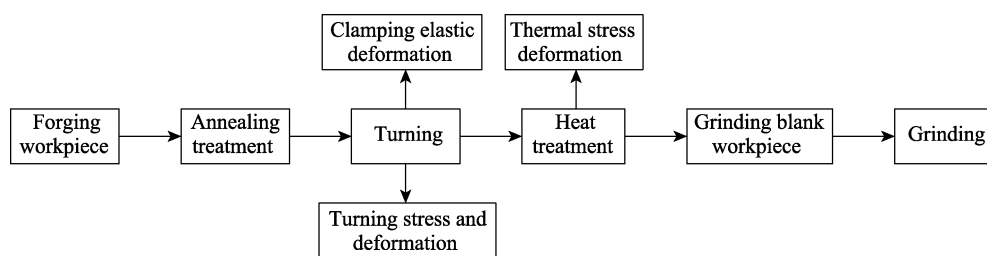 Clamping elastic
deformation
Thermal stress
deformation
Forging
workpiece
Annealing
treatment
Turning
Heat
treatment
Grinding blank
workpiece
Grinding
Turning stress and
deformation